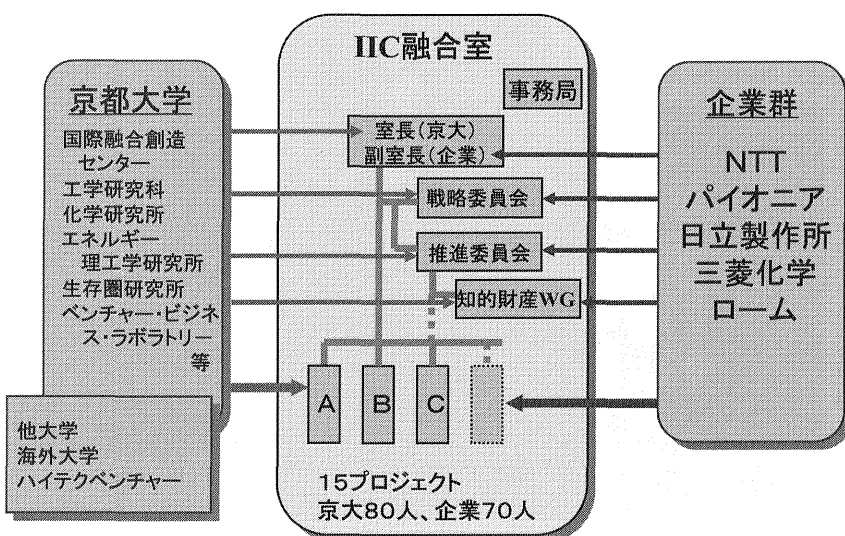 京都大学
国際融合創造
センター
工学研究科
化学研究所
エネルギー
理工学研究所
生存圏研究所
ベンチャー・ビジネ
ス・ラボラトリー
等
他大学
海外大学
ハイテクベンチャー
IIC融合室
事務局
室長(京大)
副室長(企業)
戦略委員会
推進委員会
知的財産WG
A
B
C
15プロジェクト
京大80人、企業70人
企業群
NTT
パイオニア
日立製作所
三菱化学
ローム